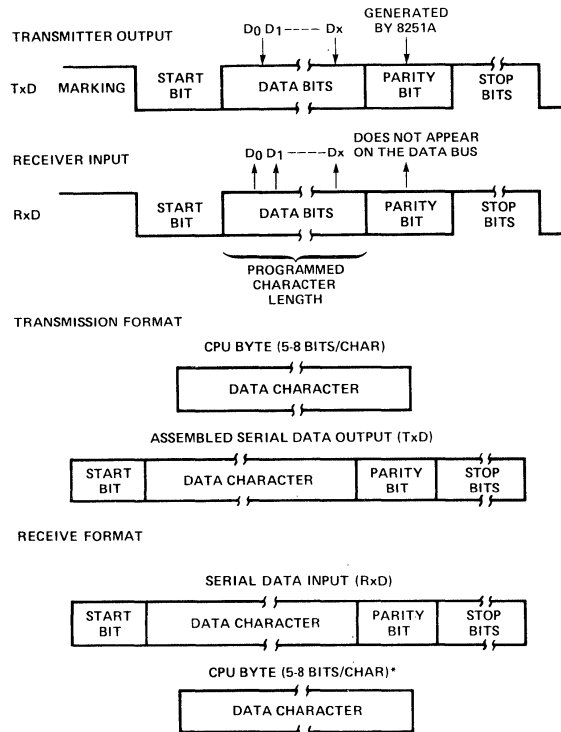 TRANSMITTER OUTPUT
D0 D1 ---- Dx
GENERATED
BY 8251A
TxD MARKING
START
BIT
DATA BITS
PARITY
BIT
STOP
BITS
RECEIVER INPUT
D0 D1 ---- Dx
DOES NOT APPEAR
ON THE DATA BUS
RxD
START
BIT
DATA BITS
PARITY
BIT
STOP
BITS
PROGRAMMED
CHARACTER
LENGTH
TRANSMISSION FORMAT
CPU BYTE (5-8 BITS/CHAR)
DATA CHARACTER
ASSEMBLED SERIAL DATA OUTPUT (TxD)
START
BIT
DATA CHARACTER
PARITY
BIT
STOP
BITS
RECEIVE FORMAT
SERIAL DATA INPUT (RxD)
START
BIT
DATA CHARACTER
PARITY
BIT
STOP
BITS
CPU BYTE (5-8 BITS/CHAR)*
DATA CHARACTER